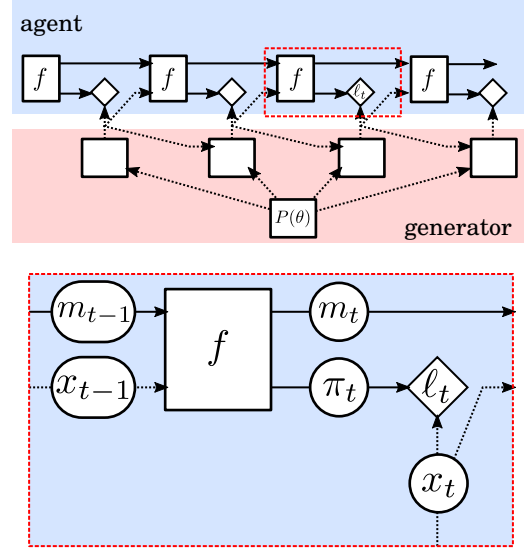 agent
f f f f
ℓ_t
P(θ)
generator
m_{t−1} f m_t
x_{t−1} π_t ℓ_t
x_t